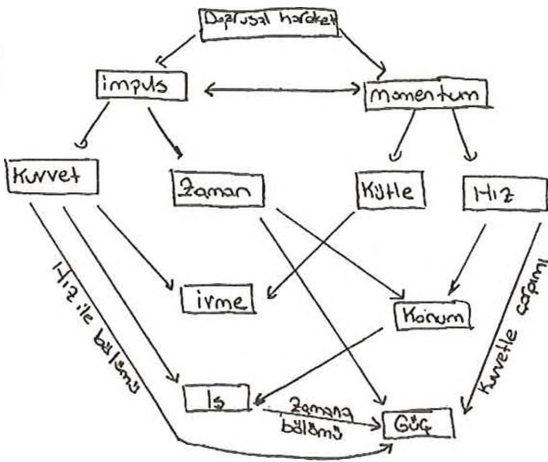 Doğrusal hareket
impuls
momentum
Kuvvet
Zaman
Kütle
Hız
ivme
Konum
Hız ile bölümü
Kuvvetle çarpımı
İş
Zamana
bölümü
Güç